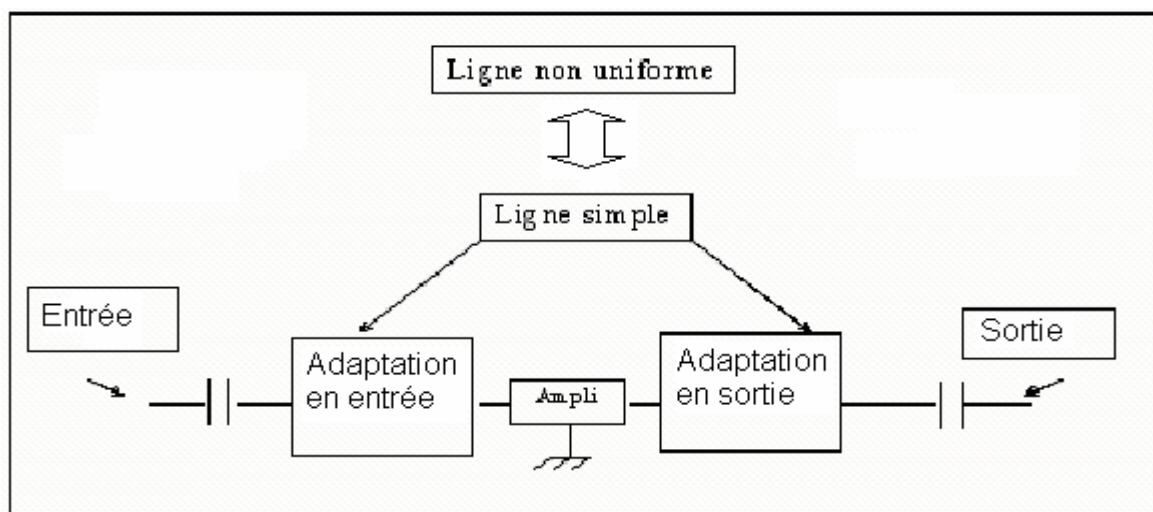 Ligne non uniforme
Ligne simple
Entrée
Sortie
Adaptation
en entrée
Ampli
Adaptation
en sortie